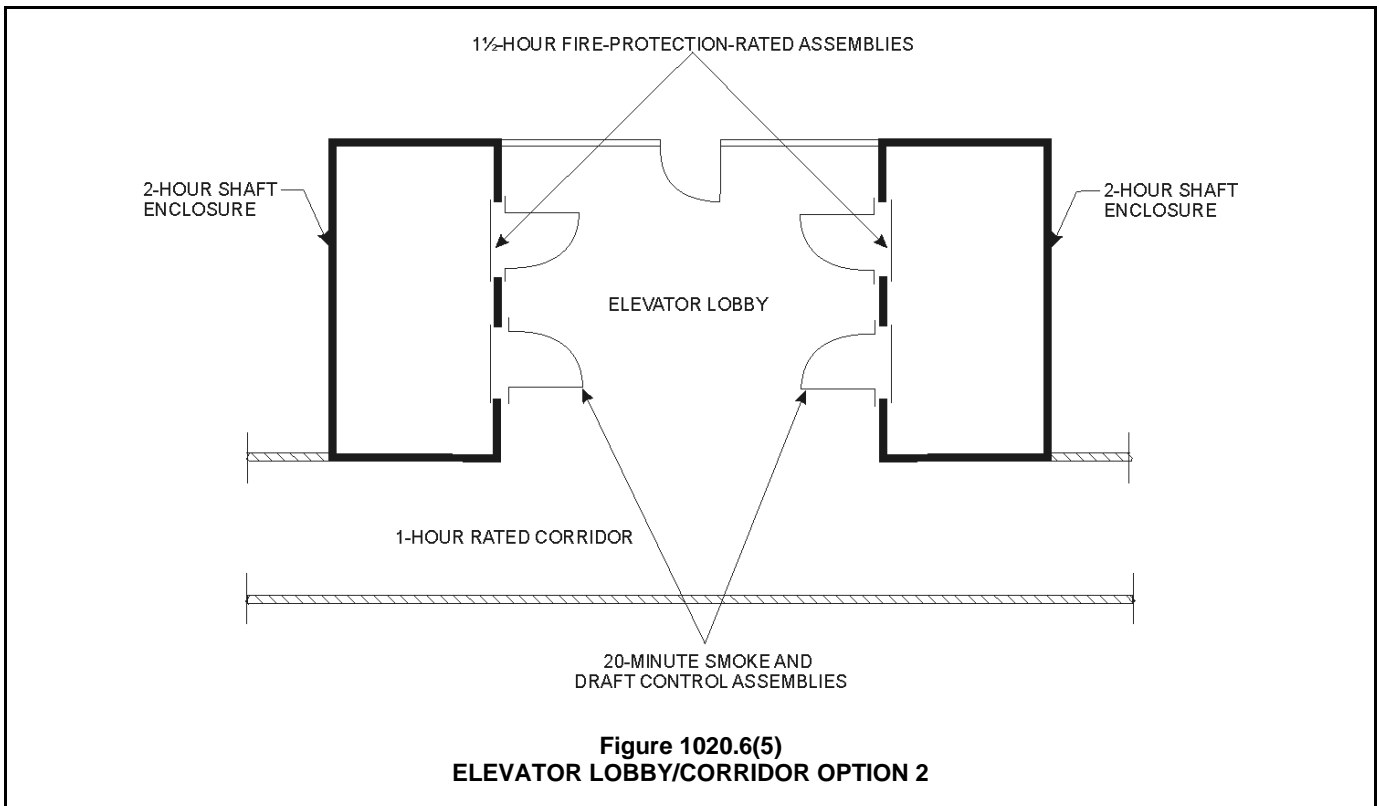 1½-HOUR FIRE-PROTECTION-RATED ASSEMBLIES
2-HOUR SHAFT
ENCLOSURE
2-HOUR SHAFT
ENCLOSURE
ELEVATOR LOBBY
1-HOUR RATED CORRIDOR
20-MINUTE SMOKE AND
DRAFT CONTROL ASSEMBLIES
Figure 1020.6(5)
ELEVATOR LOBBY/CORRIDOR OPTION 2